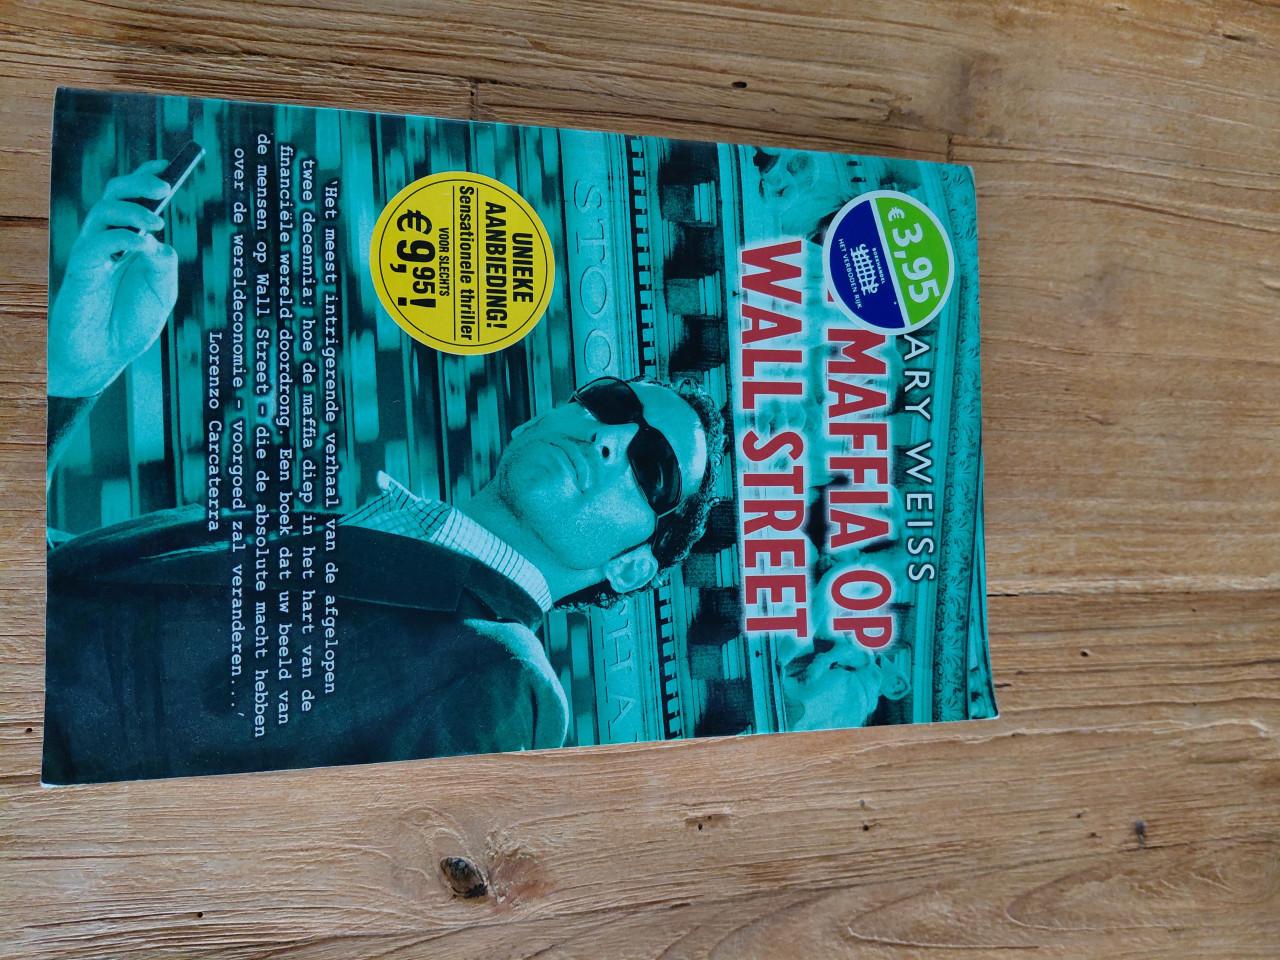 € 3,95
BOEKHANDEL
HET VERBODEN RIJK
ARY WEISS
MAFFIA OP
WALL STREET
STOC
HA
UNIEKE
AANBIEDING!
Sensationele thriller
VOOR SLECHTS
€ 9,95!
'Het meest intrigerende verhaal van de afgelopen
twee decennia: hoe de maffia diep in het hart van de
financiële wereld doordrong. Een boek dat uw beeld van
de mensen op Wall Street – die de absolute macht hebben
over de wereldeconomie – voorgoed zal veranderen...'
Lorenzo Carcaterra